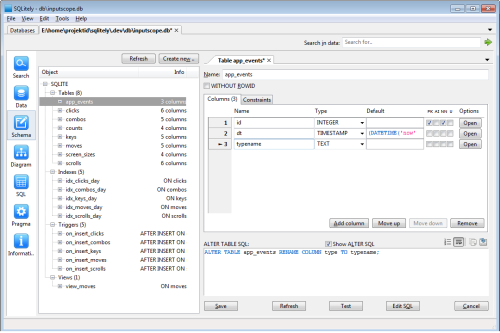 SQLitely - db\inputscope.db
File View Edit Tools Help
Databases E:\home\projektid\sqlitely\.dev\db\inputscope.db*
Search in data: Search for..
Refresh Create new ..
Table app_events*
Object Info
Name: app_events
SQLITE
WITHOUT ROWID
Tables (8)
Columns (3) Constraints
app_events 3 columns
clicks 6 columns
combos 6 columns
counts 4 columns
keys 5 columns
moves 5 columns
screen_sizes 4 columns
scrolls 6 columns
Indexes (5)
idx_clicks_day ON clicks
idx_combos_day ON combos
idx_keys_day ON keys
idx_moves_day ON moves
idx_scrolls_day ON scrolls
Triggers (5)
on_insert_clicks AFTER INSERT ON
on_insert_combos AFTER INSERT ON
on_insert_keys AFTER INSERT ON
on_insert_moves AFTER INSERT ON
on_insert_scrolls AFTER INSERT ON
Views (1)
view_moves ON moves
Search
Data
Schema
Diagram
SQL
Pragma
Informati..
Name Type Default PK AI NN U Options
1 id INTEGER Open
2 dt TIMESTAMP (DATETIME('now' Open
3 typename TEXT Open
Add column Move up Move down Remove
ALTER TABLE SQL: Show ALTER SQL
ALTER TABLE app_events RENAME COLUMN type TO typename;
Save Refresh Test Edit SQL Cancel